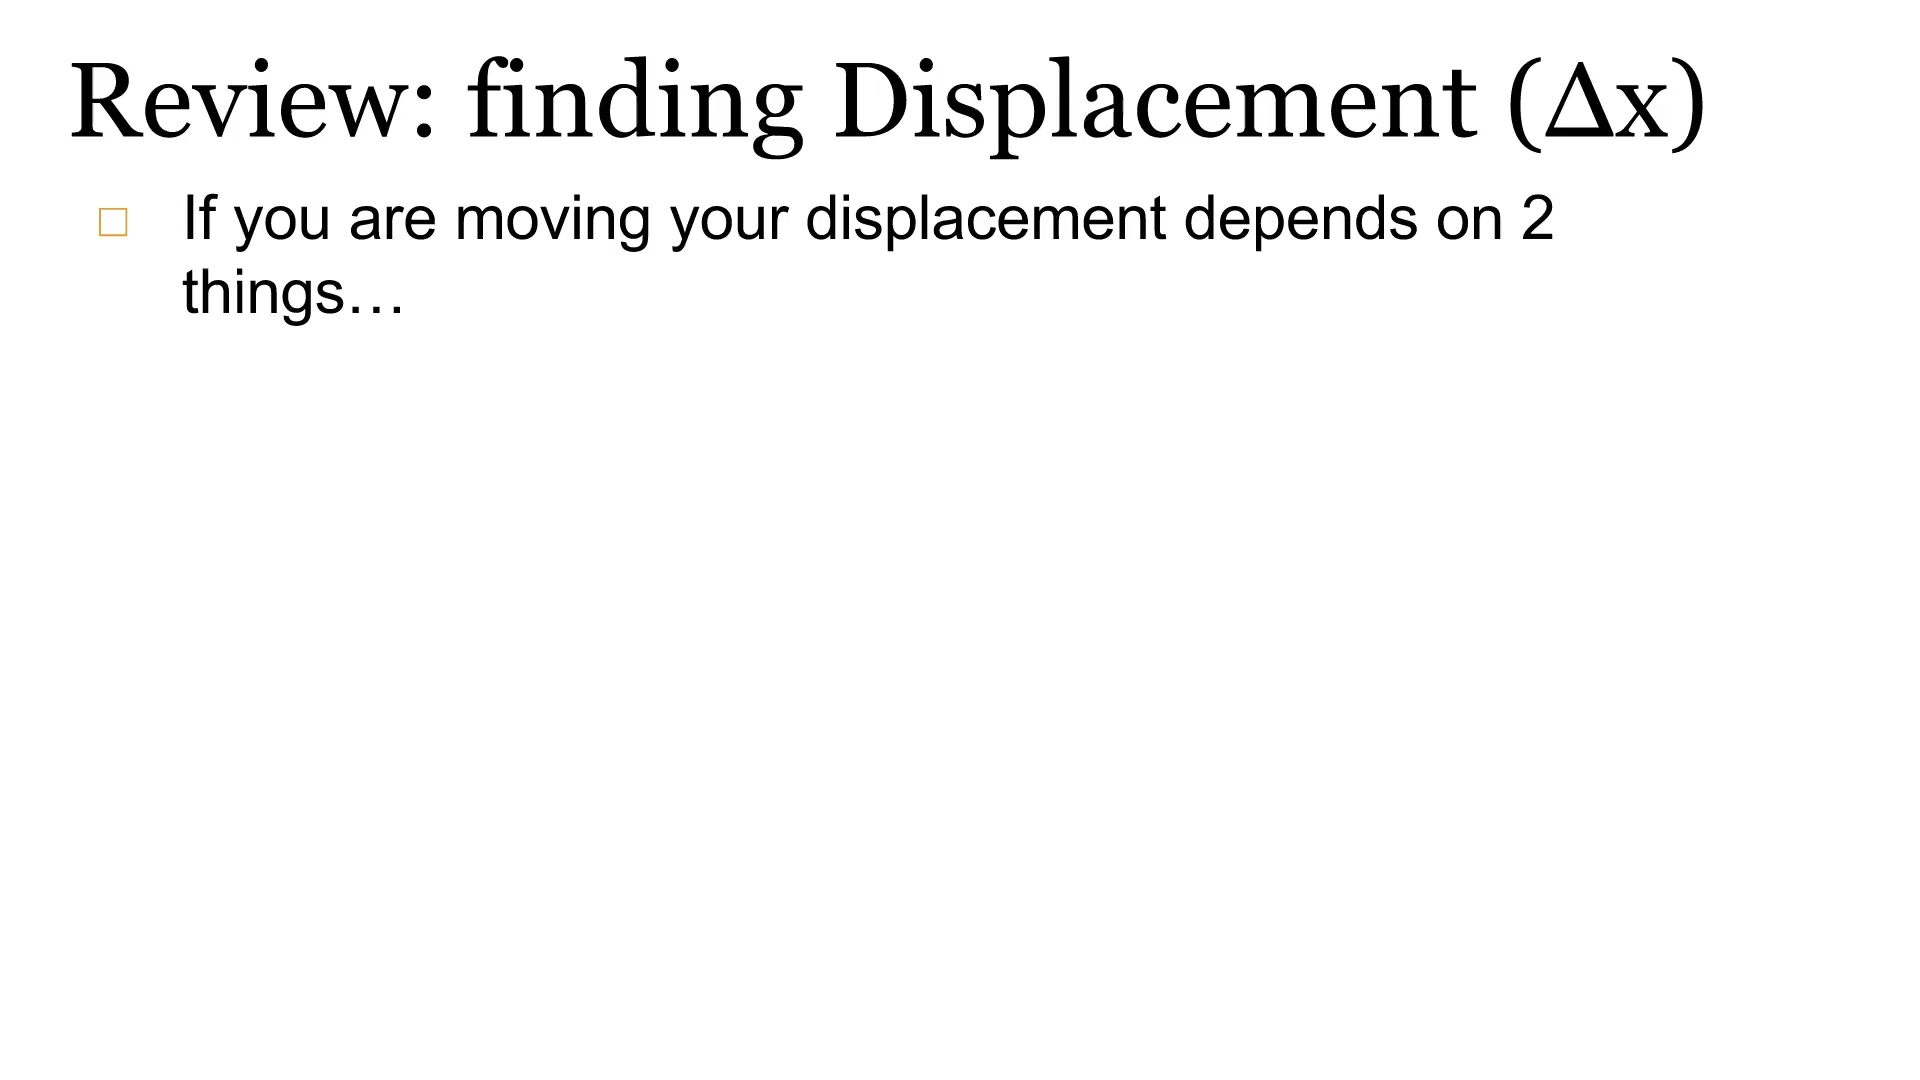 Review: finding Displacement (Δx)
If you are moving your displacement depends on 2
things…